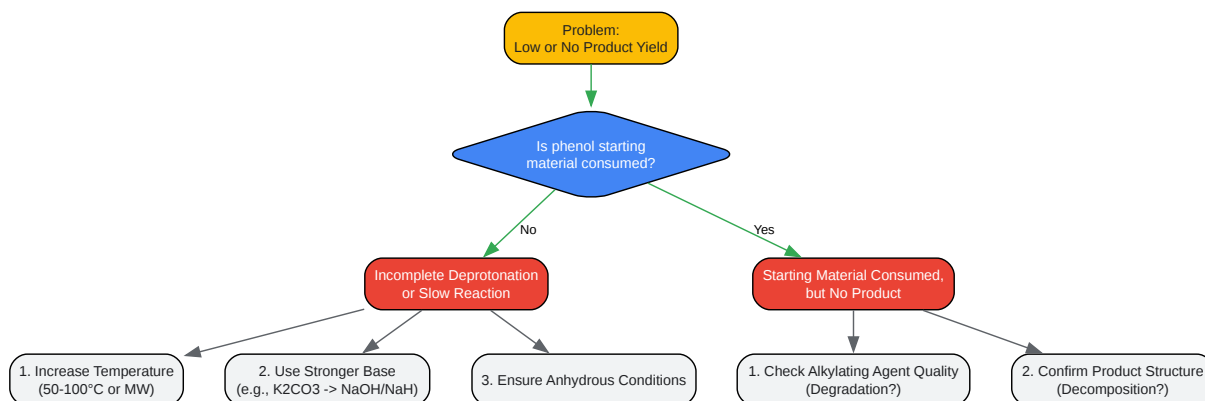 Problem:
Low or No Product Yield
Is phenol starting
material consumed?
No
Yes
Incomplete Deprotonation
or Slow Reaction
Starting Material Consumed,
but No Product
1. Increase Temperature
(50-100°C or MW)
2. Use Stronger Base
(e.g., K2CO3 -> NaOH/NaH)
3. Ensure Anhydrous Conditions
1. Check Alkylating Agent Quality
(Degradation?)
2. Confirm Product Structure
(Decomposition?)